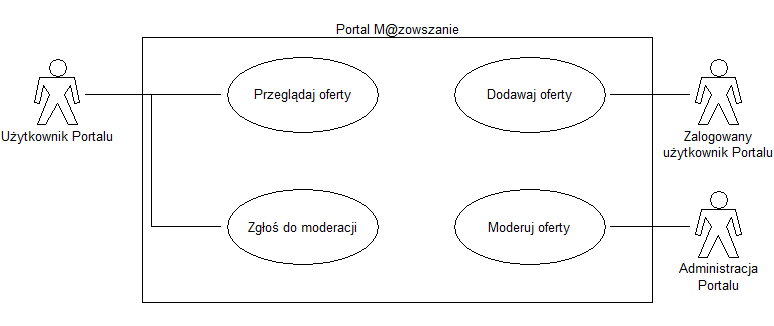 Portal M@zowszanie
Przeglądaj oferty
Dodawaj oferty
Użytkownik Portalu
Zalogowany
użytkownik Portalu
Zgłoś do moderacji
Moderuj oferty
Administracja
Portalu